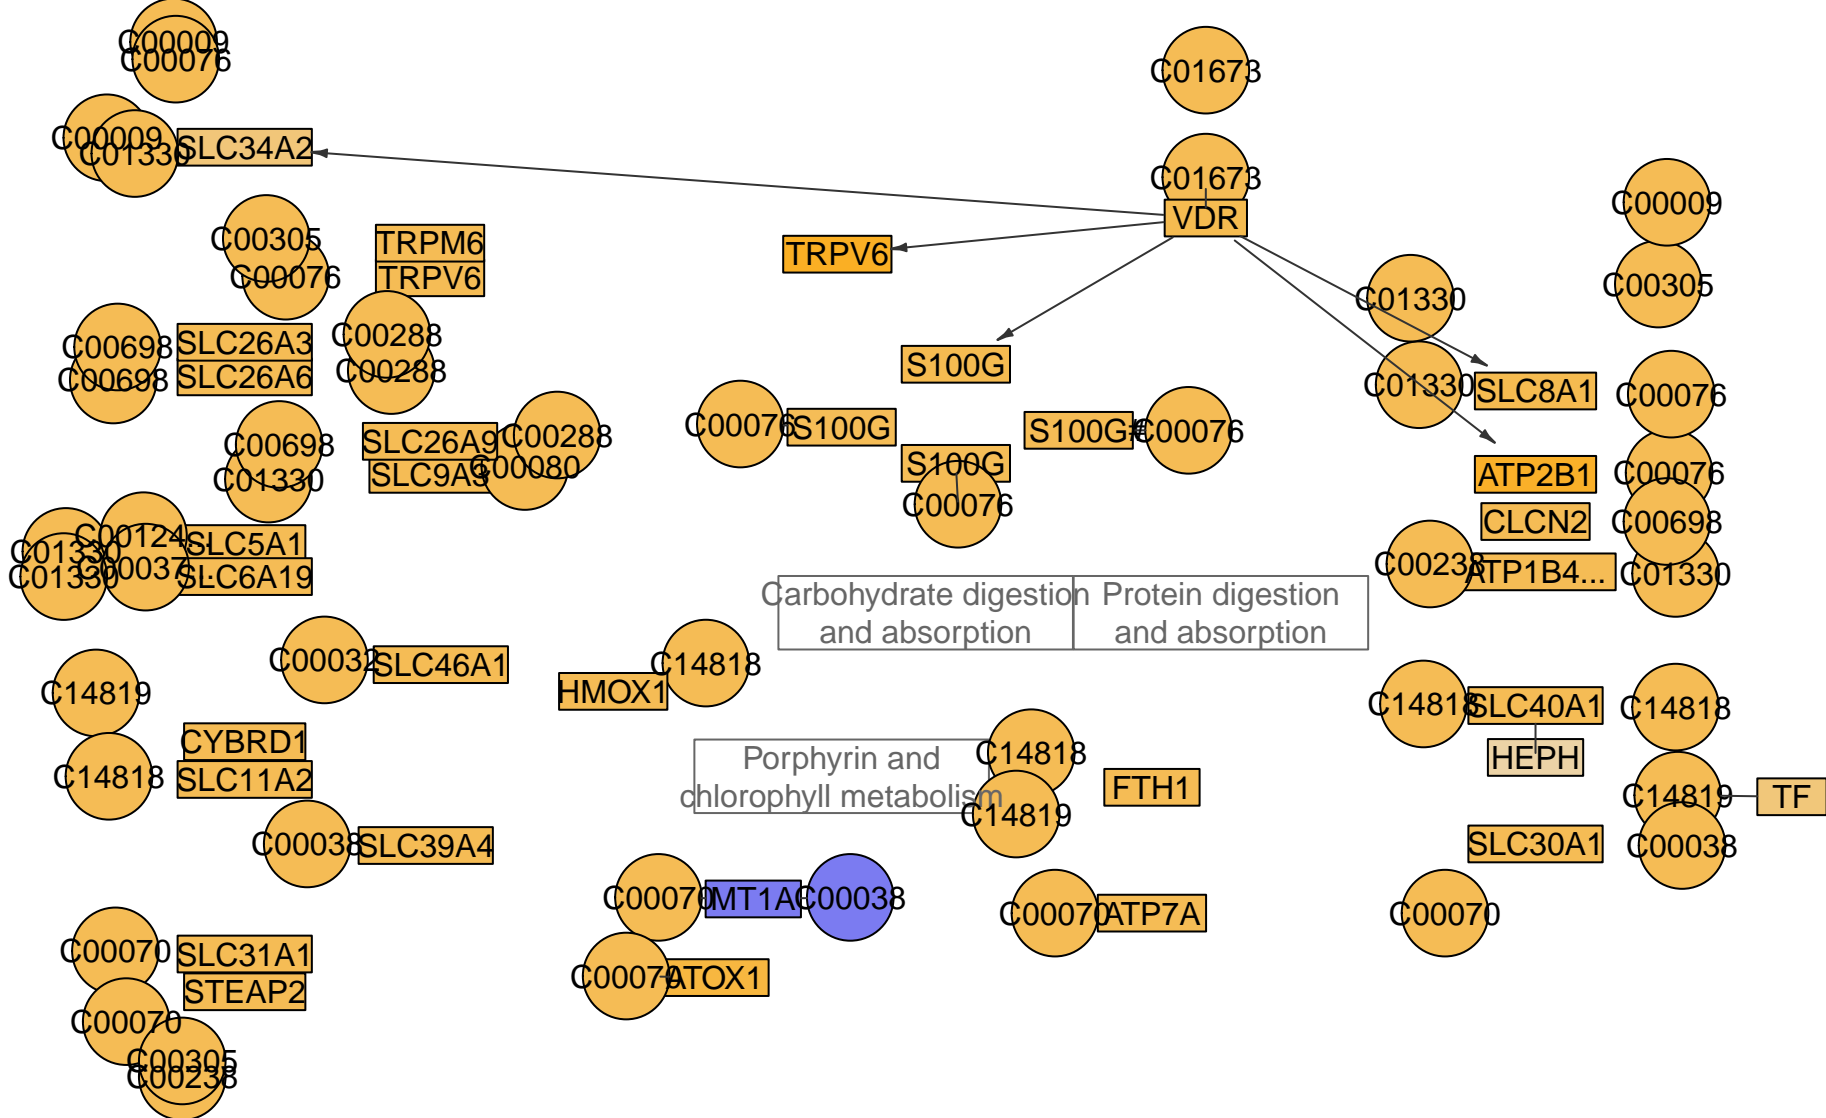 C00009
C00076
C01673
C00009
C01330
SLC34A2
C01673
VDR
C00009
C00305
C00076
TRPM6
TRPV6
TRPV6
C01330
C00305
C00698
C00698
SLC26A3
SLC26A6
C00288
C00288
S100G
C01330
SLC8A1
C00076
C00698
C01330
SLC26A9
SLC9A3
C00288
C00080
C00076
S100G
S100G
C00076
S100G#
C00076
ATP2B1
C00076
CLCN2
C00698
C01330
C01330
C00124...
C00037...
SLC5A1
SLC6A19
C00238
ATP1B4...
C01330
Carbohydrate digestion
and absorption
Protein digestion
and absorption
C00032
SLC46A1
HMOX1
C14818
C14819
C14818
SLC40A1
HEPH
C14818
CYBRD1
SLC11A2
C14818
Porphyrin and
chlorophyll metabolism
C14818
C14819
FTH1
C14819
TF
C00038
SLC39A4
SLC30A1
C00038
C00070
MT1A
C00038
C00070
ATP7A
C00070
C00070
SLC31A1
STEAP2
C00070
ATOX1
C00070
C00305
C00238